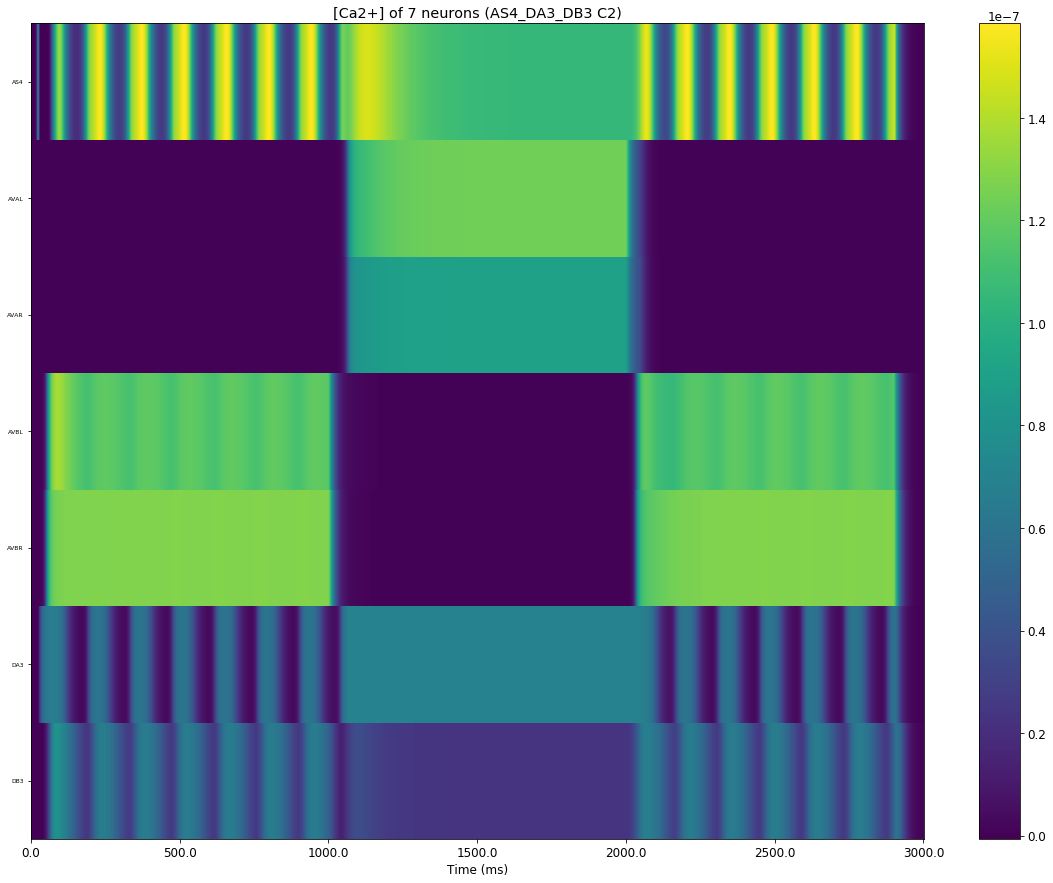 [Ca2+] of 7 neurons (AS4_DA3_DB3 C2)
1e−7
AS4
AVAL
AVAR
AVBL
AVBR
DA3
DB3
0.0 500.0 1000.0 1500.0 2000.0 2500.0 3000.0
Time (ms)
1.4
1.2
1.0
0.8
0.6
0.4
0.2
0.0